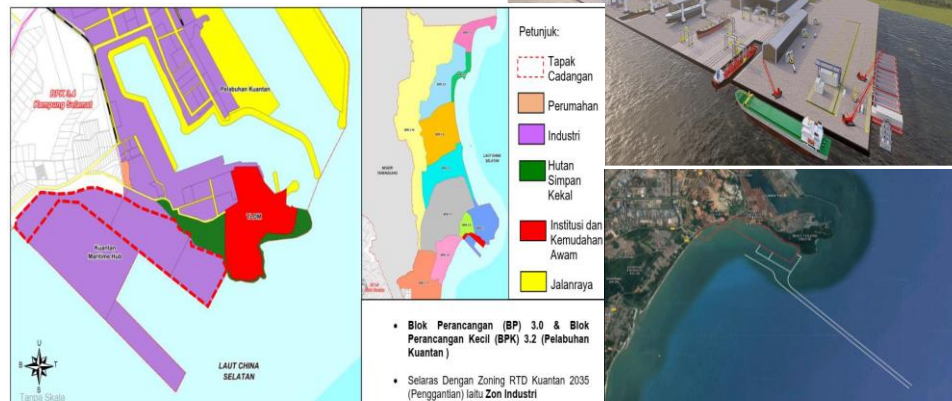 BPK 3.4
Kampung Selamat
Pelabuhan Kuantan
TLDM
Kuantan
Maritime Hub
LAUT CHINA
SELATAN
U
B
T
S
Tanpa Skala
LAUT CHINA
SELATAN
Petunjuk:
Tapak
Cadangan
Perumahan
Industri
Hutan
Simpan
Kekal
Institusi dan
Kemudahan
Awam
Jalanraya
• Blok Perancangan (BP) 3.0 & Blok
Perancangan Kecil (BPK) 3.2 (Pelabuhan
Kuantan )
• Selaras Dengan Zoning RTD Kuantan 2035
(Penggantian) Iaitu Zon Industri